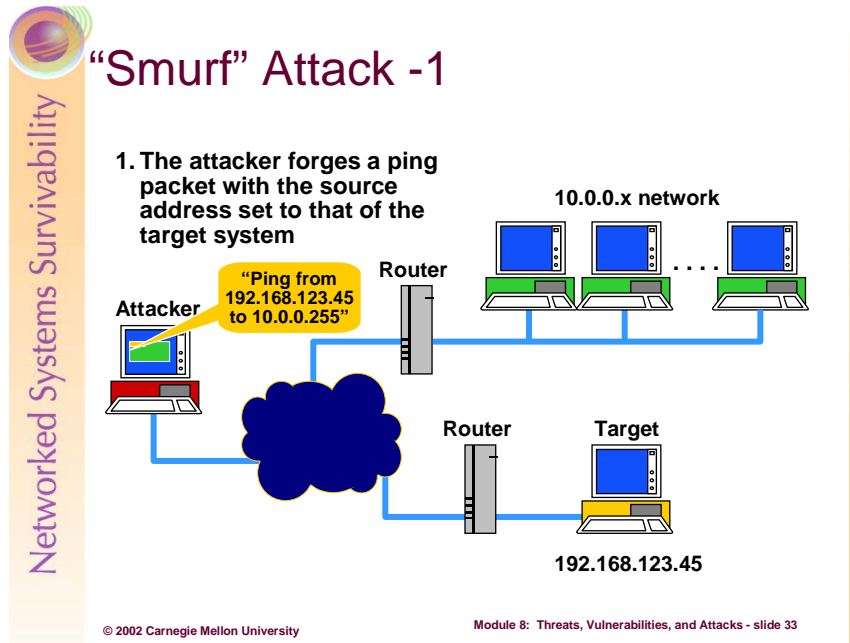 Networked Systems Survivability
“Smurf” Attack -1
1. The attacker forges a ping
packet with the source
address set to that of the
target system
10.0.0.x network
. . . .
Router
“Ping from
192.168.123.45
to 10.0.0.255”
Attacker
Router
Target
192.168.123.45
© 2002 Carnegie Mellon University
Module 8: Threats, Vulnerabilities, and Attacks - slide 33